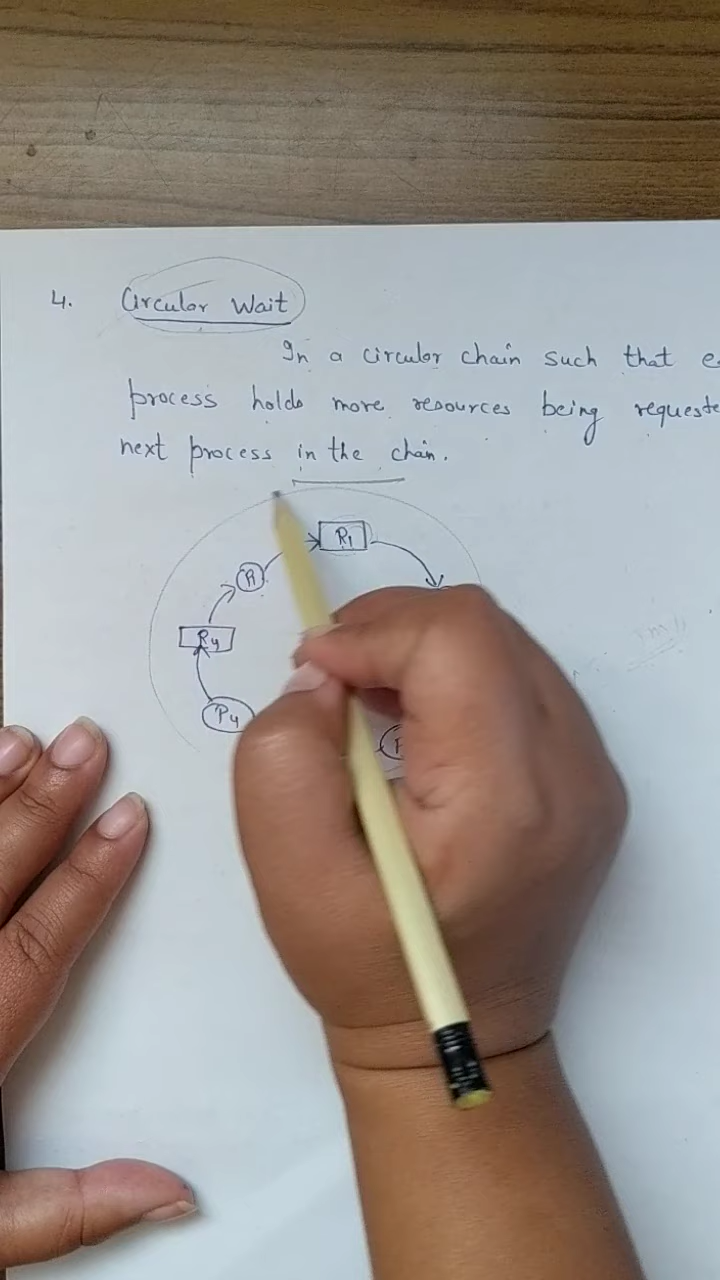 4. Circular Wait
In a circular chain such that
process holds more resources being requeste
next process in the chain.
R1
R4
P4